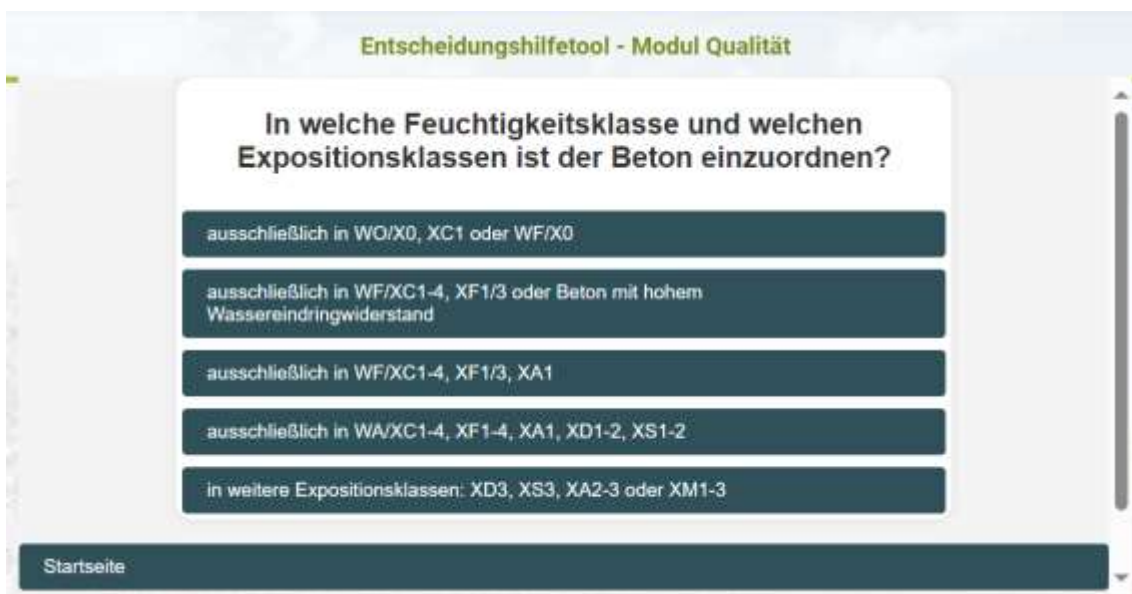 Entscheidungshilfetool - Modul Qualität
In welche Feuchtigkeitsklasse und welchen
Expositionsklassen ist der Beton einzuordnen?
ausschließlich in WO/X0, XC1 oder WF/X0
ausschließlich in WF/XC1-4, XF1/3 oder Beton mit hohem
Wassereindringwiderstand
ausschließlich in WF/XC1-4, XF1/3, XA1
ausschließlich in WA/XC1-4, XF1-4, XA1, XD1-2, XS1-2
in weitere Expositionsklassen: XD3, XS3, XA2-3 oder XM1-3
Startseite